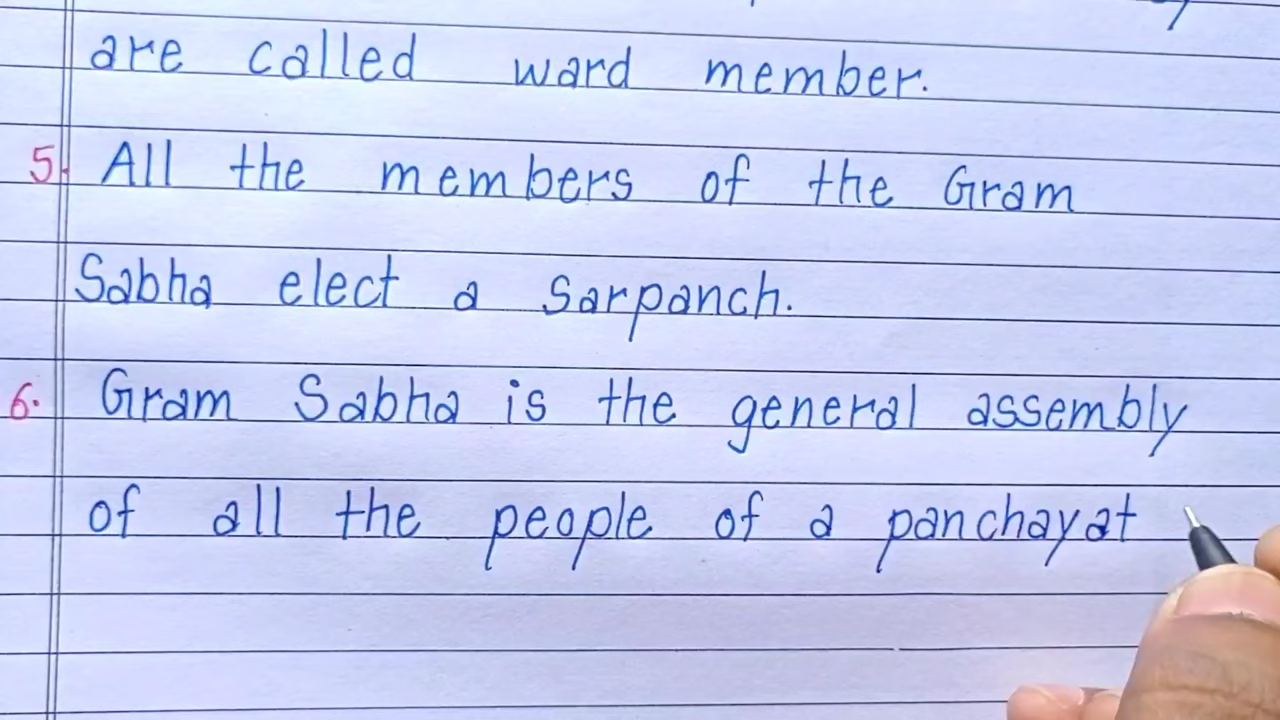 are called ward member.
5. All the members of the Gram
Sabha elect a Sarpanch.
6. Gram Sabha is the general assembly
of all the people of a panchayat